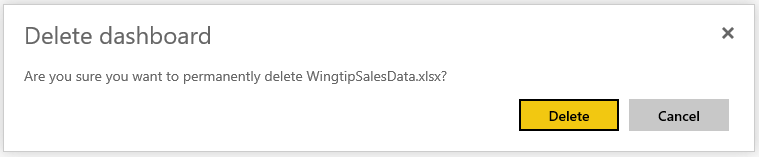 Delete dashboard
Are you sure you want to permanently delete WingtipSalesData.xlsx?
Delete
Cancel